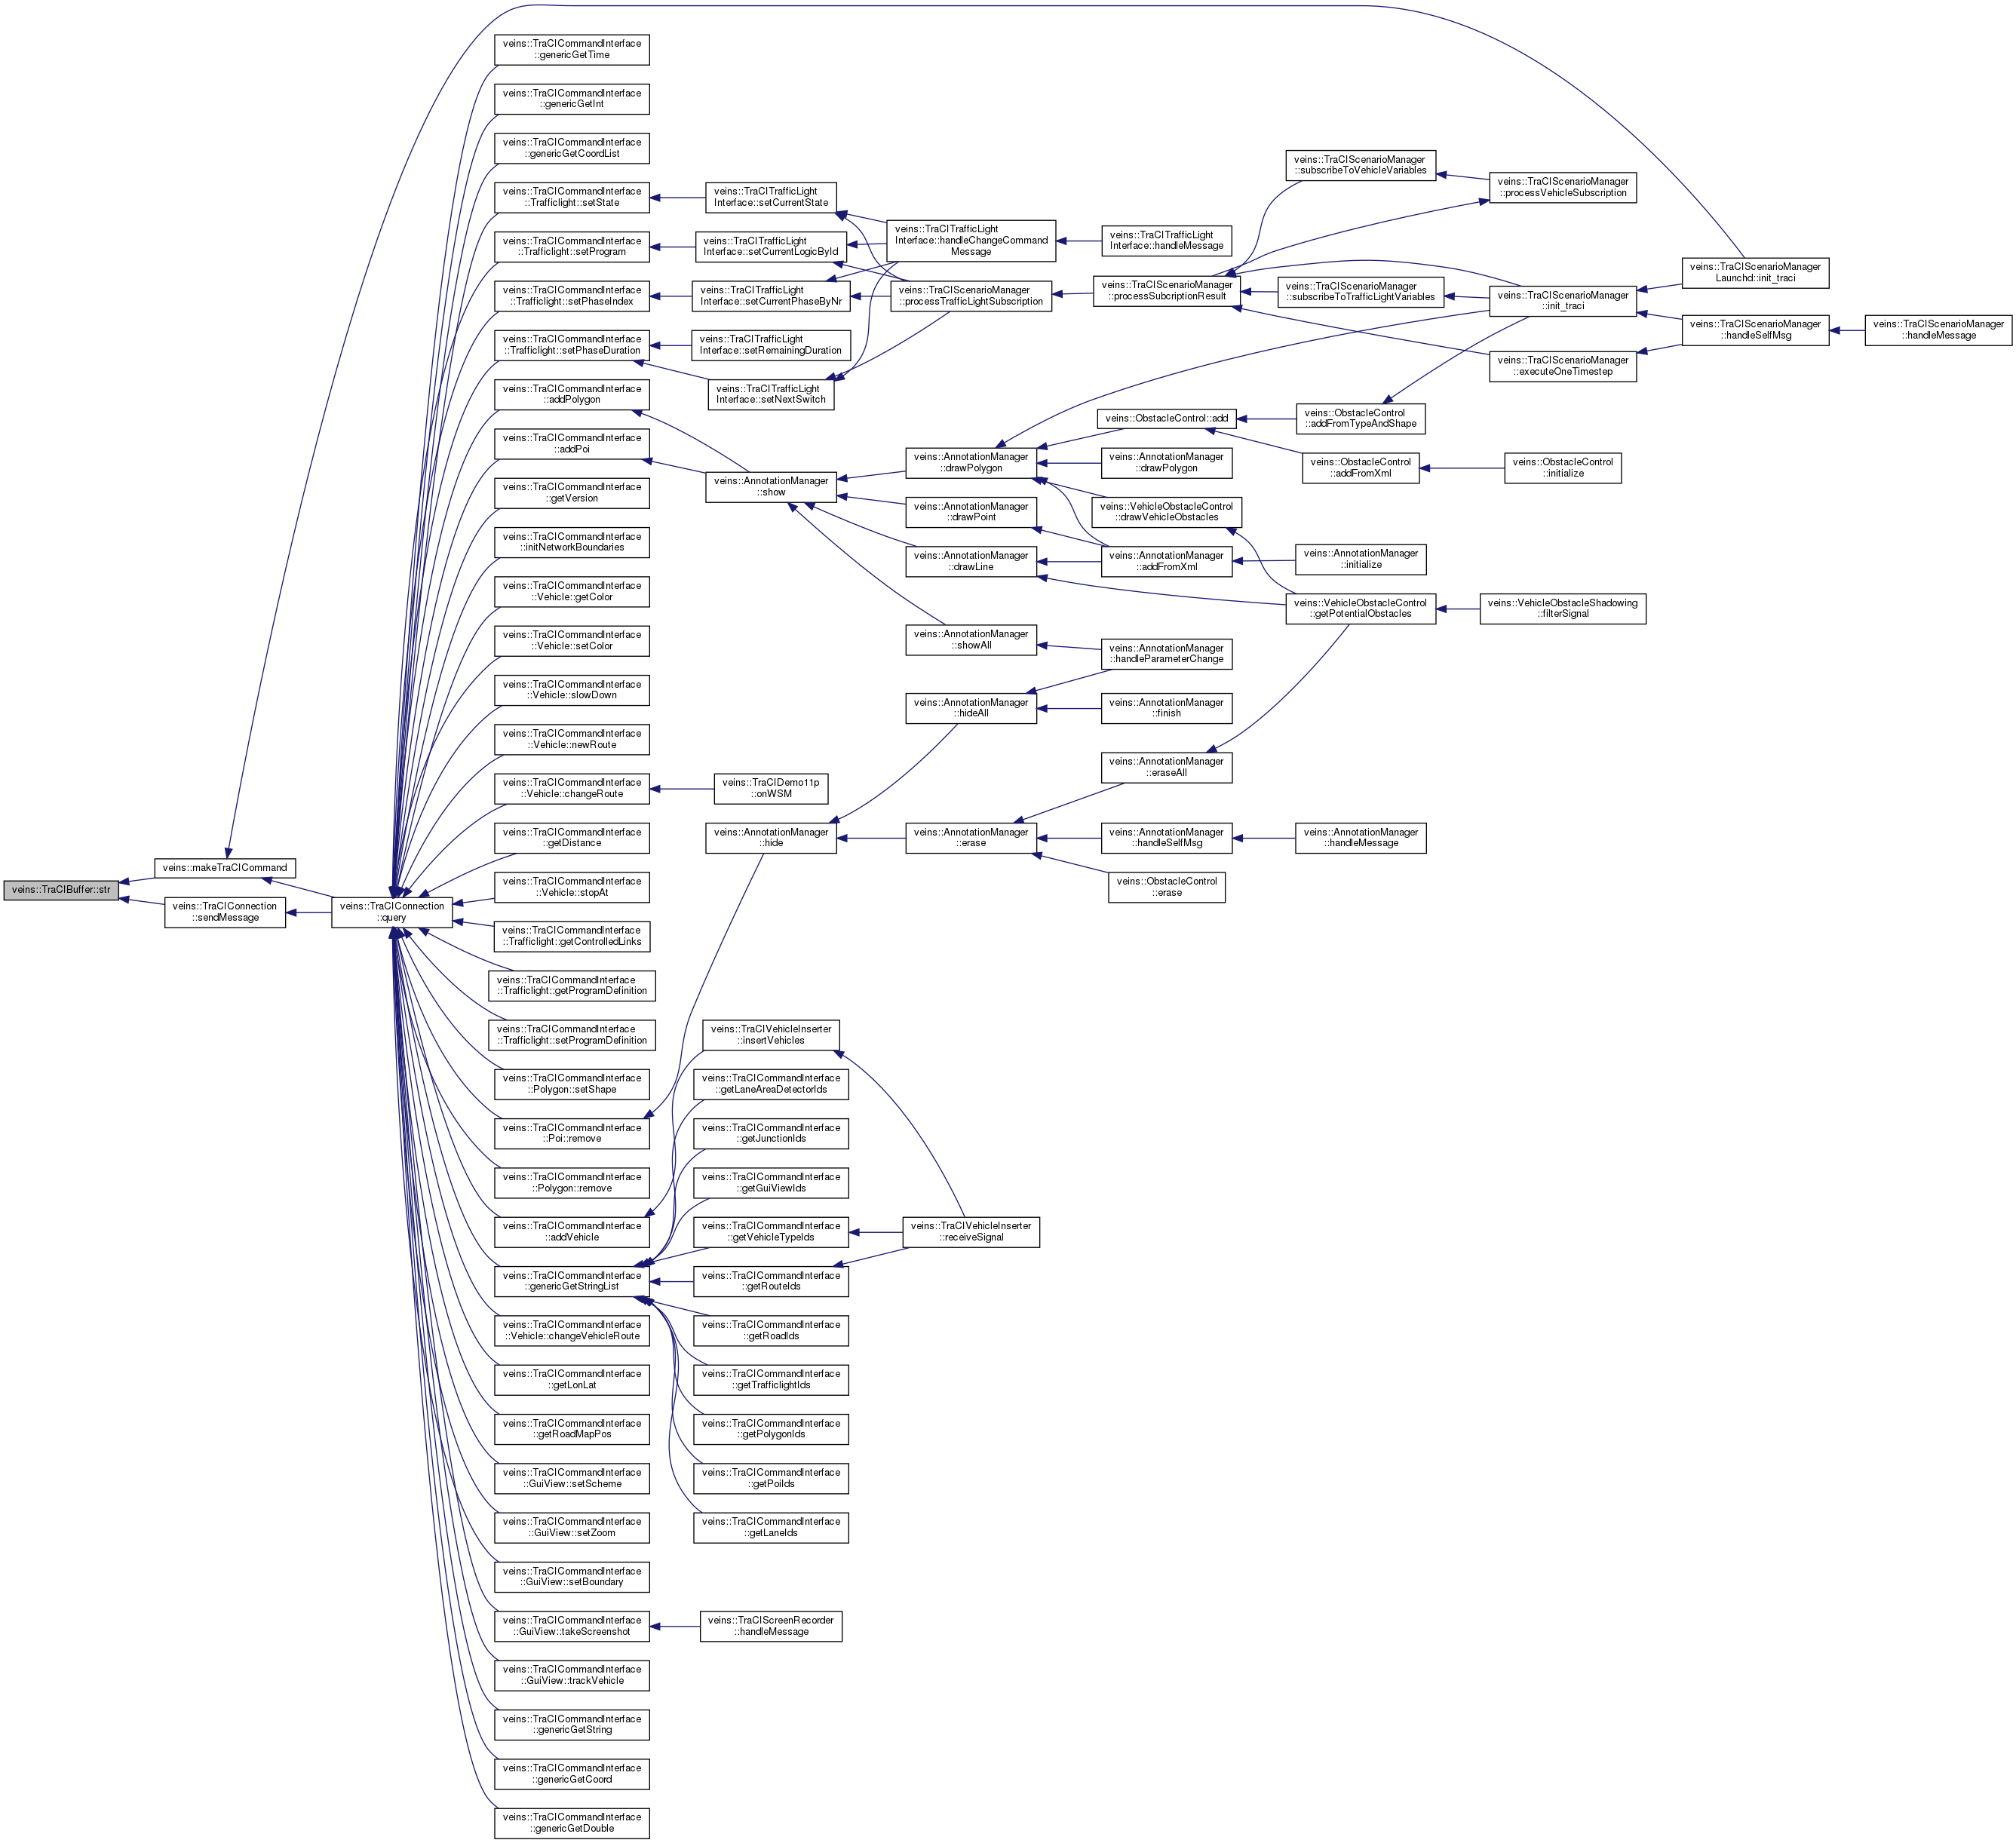 veins::TraCIBuffer::str
veins::makeTraCICommand
veins::TraCIConnection
::sendMessage
veins::TraCIConnection
::query
veins::TraCICommandInterface
::genericGetTime
veins::TraCICommandInterface
::genericGetInt
veins::TraCICommandInterface
::genericGetCoordList
veins::TraCICommandInterface
::Trafficlight::setState
veins::TraCICommandInterface
::Trafficlight::setProgram
veins::TraCICommandInterface
::Trafficlight::setPhaseIndex
veins::TraCICommandInterface
::Trafficlight::setPhaseDuration
veins::TraCICommandInterface
::addPolygon
veins::TraCICommandInterface
::addPoi
veins::TraCICommandInterface
::getVersion
veins::TraCICommandInterface
::initNetworkBoundaries
veins::TraCICommandInterface
::Vehicle::getColor
veins::TraCICommandInterface
::Vehicle::setColor
veins::TraCICommandInterface
::Vehicle::slowDown
veins::TraCICommandInterface
::Vehicle::newRoute
veins::TraCICommandInterface
::Vehicle::changeRoute
veins::TraCICommandInterface
::getDistance
veins::TraCICommandInterface
::Vehicle::stopAt
veins::TraCICommandInterface
::Trafficlight::getControlledLinks
veins::TraCICommandInterface
::Trafficlight::getProgramDefinition
veins::TraCICommandInterface
::Trafficlight::setProgramDefinition
veins::TraCICommandInterface
::Polygon::setShape
veins::TraCICommandInterface
::Poi::remove
veins::TraCICommandInterface
::Polygon::remove
veins::TraCICommandInterface
::addVehicle
veins::TraCICommandInterface
::genericGetStringList
veins::TraCICommandInterface
::Vehicle::changeVehicleRoute
veins::TraCICommandInterface
::getLonLat
veins::TraCICommandInterface
::getRoadMapPos
veins::TraCICommandInterface
::GuiView::setScheme
veins::TraCICommandInterface
::GuiView::setZoom
veins::TraCICommandInterface
::GuiView::setBoundary
veins::TraCICommandInterface
::GuiView::takeScreenshot
veins::TraCICommandInterface
::GuiView::trackVehicle
veins::TraCICommandInterface
::genericGetString
veins::TraCICommandInterface
::genericGetCoord
veins::TraCICommandInterface
::genericGetDouble
veins::TraCITrafficLight
Interface::setCurrentState
veins::TraCITrafficLight
Interface::setCurrentLogicById
veins::TraCITrafficLight
Interface::setCurrentPhaseByNr
veins::TraCITrafficLight
Interface::setRemainingDuration
veins::TraCITrafficLight
Interface::setNextSwitch
veins::AnnotationManager
::show
veins::TraCIDemo11p
::onWSM
veins::AnnotationManager
::hide
veins::TraCIVehicleInserter
::insertVehicles
veins::TraCICommandInterface
::getLaneAreaDetectorIds
veins::TraCICommandInterface
::getJunctionIds
veins::TraCICommandInterface
::getGuiViewIds
veins::TraCICommandInterface
::getVehicleTypeIds
veins::TraCICommandInterface
::getRouteIds
veins::TraCICommandInterface
::getRoadIds
veins::TraCICommandInterface
::getTrafficlightIds
veins::TraCICommandInterface
::getPolygonIds
veins::TraCICommandInterface
::getPoiIds
veins::TraCICommandInterface
::getLaneIds
veins::TraCIScreenRecorder
::handleMessage
veins::TraCITrafficLight
Interface::handleChangeCommand
Message
veins::TraCIScenarioManager
::processTrafficLightSubscription
veins::AnnotationManager
::drawPolygon
veins::AnnotationManager
::drawPoint
veins::AnnotationManager
::drawLine
veins::AnnotationManager
::showAll
veins::AnnotationManager
::hideAll
veins::AnnotationManager
::erase
veins::TraCIVehicleInserter
::receiveSignal
veins::TraCITrafficLight
Interface::handleMessage
veins::TraCIScenarioManager
::processSubcriptionResult
veins::ObstacleControl::add
veins::AnnotationManager
::drawPolygon
veins::VehicleObstacleControl
::drawVehicleObstacles
veins::AnnotationManager
::addFromXml
veins::AnnotationManager
::handleParameterChange
veins::AnnotationManager
::finish
veins::AnnotationManager
::eraseAll
veins::AnnotationManager
::handleSelfMsg
veins::ObstacleControl
::erase
veins::TraCIScenarioManager
::subscribeToVehicleVariables
veins::TraCIScenarioManager
::subscribeToTrafficLightVariables
veins::ObstacleControl
::addFromTypeAndShape
veins::ObstacleControl
::addFromXml
veins::AnnotationManager
::initialize
veins::VehicleObstacleControl
::getPotentialObstacles
veins::AnnotationManager
::handleMessage
veins::TraCIScenarioManager
::processVehicleSubscription
veins::TraCIScenarioManager
::init_traci
veins::TraCIScenarioManager
::executeOneTimestep
veins::ObstacleControl
::initialize
veins::VehicleObstacleShadowing
::filterSignal
veins::TraCIScenarioManager
Launchd::init_traci
veins::TraCIScenarioManager
::handleSelfMsg
veins::TraCIScenarioManager
::handleMessage